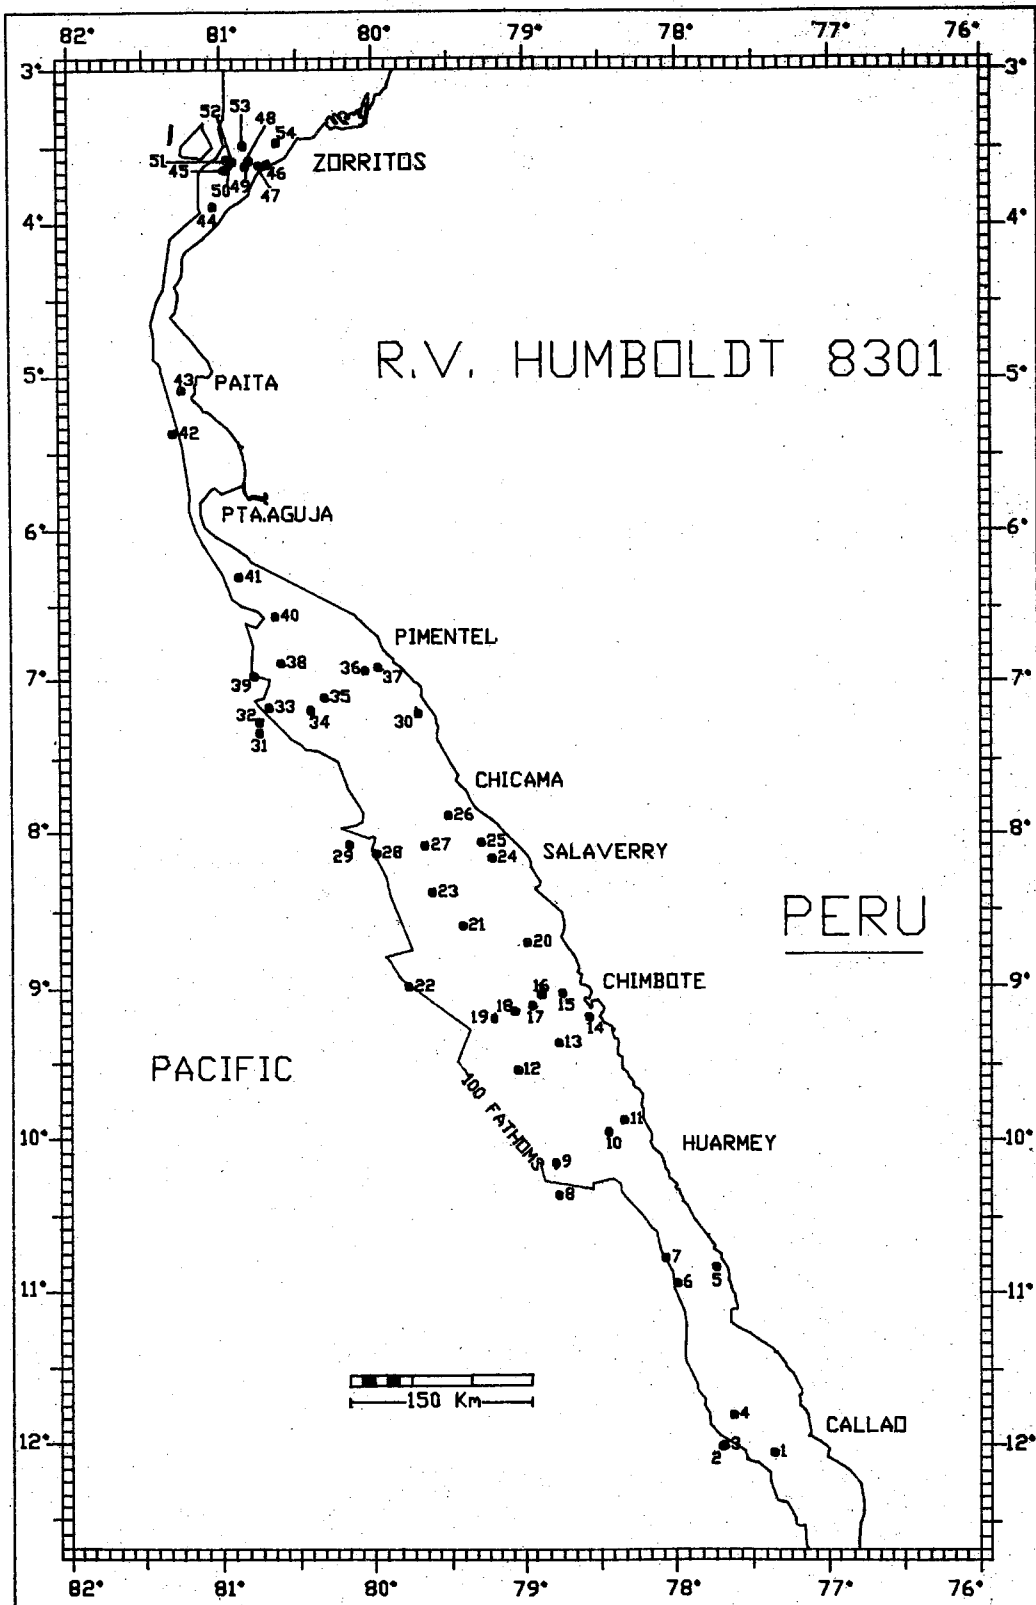 82° 81° 80° 79° 78° 77° 76°
3° 3°
53 48
52 54
ZORRITOS
51
45 46
50 49 47
44
4° 4°
R.V. HUMBOLDT 8301
5° 43 PAITA 5°
42
PTA.AGUJA
6° 6°
41
40
PIMENTEL
38 36 37
7° 39 7°
35
32 33 34 30
31
CHICAMA
26
8° 8°
29 28 27 25
24 SALAVERRY
23
21 PERU
20
9° 22 16 CHIMBOTE 9°
18 15
19 17 14
13
PACIFIC 12
100 FATHOMS
11
10° 10 HUARMEY 10°
9
8
7
6 5
11° 11°
150 Km
4 CALLAO
12° 3 12°
2 1
82° 81° 80° 79° 78° 77° 76°